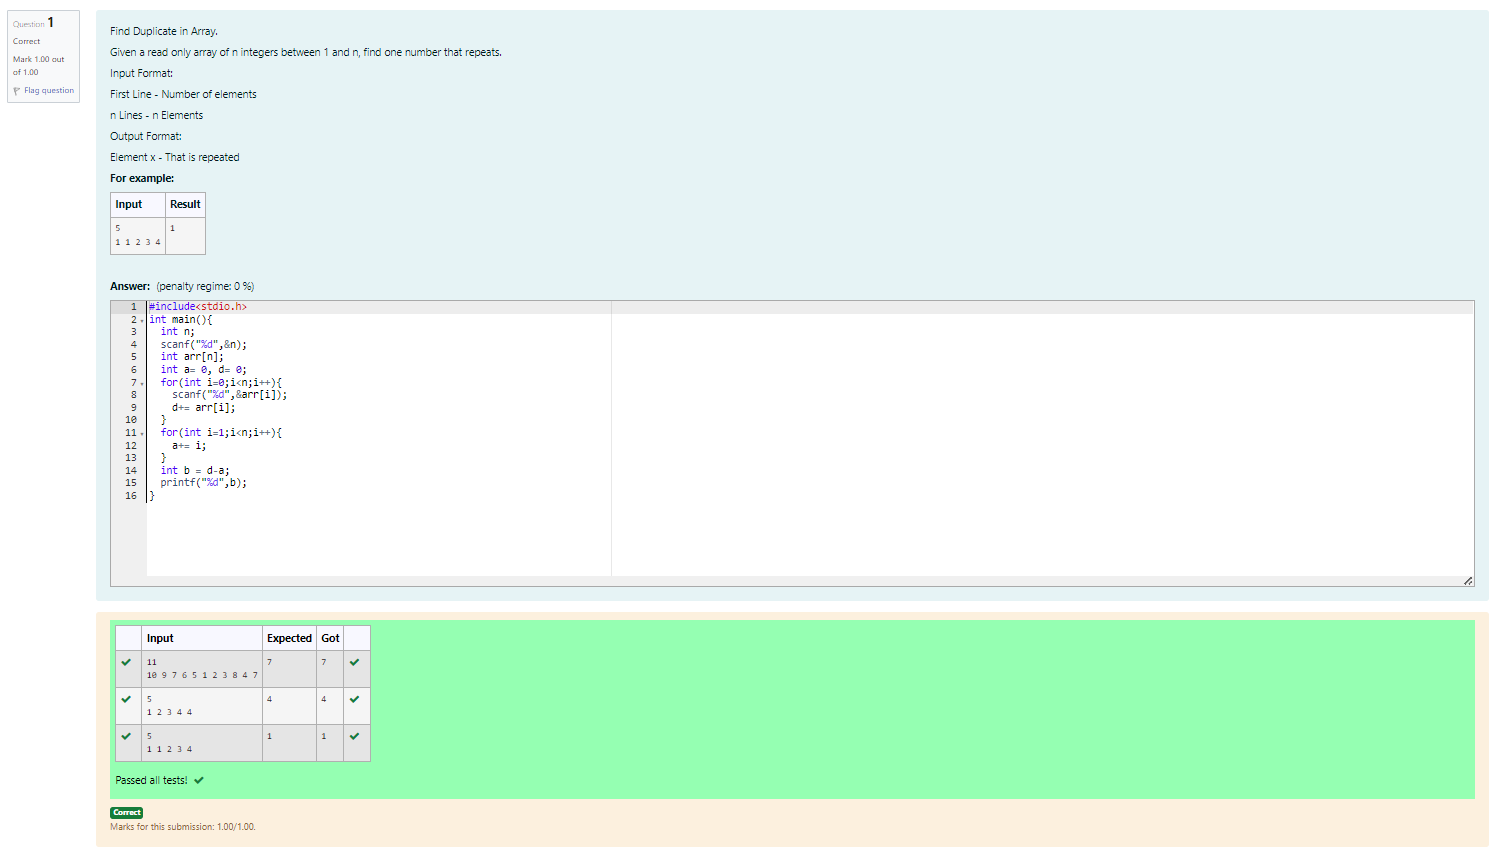 Question 1
Correct
Mark 1.00 out
of 1.00
Flag question
Find Duplicate in Array.
Given a read only array of n integers between 1 and n, find one number that repeats.
Input Format:
First Line - Number of elements
n Lines - n Elements
Output Format:
Element x - That is repeated
For example:
Input Result
5 1
1 1 2 3 4
Answer: (penalty regime: 0 %)
1 #include<stdio.h>
2 int main(){
3 int n;
4 scanf("%d",&n);
5 int arr[n];
6 int a= 0, d= 0;
7 for(int i=0;i<n;i++){
8 scanf("%d",&arr[i]);
9 d+= arr[i];
10 }
11 for(int i=1;i<n;i++){
12 a+= i;
13 }
14 int b = d-a;
15 printf("%d",b);
16 }
Input Expected Got
11 7 7
10 9 7 6 5 1 2 3 8 4 7
5 4 4
1 2 3 4 4
5 1 1
1 1 2 3 4
Passed all tests!
Correct
Marks for this submission: 1.00/1.00.